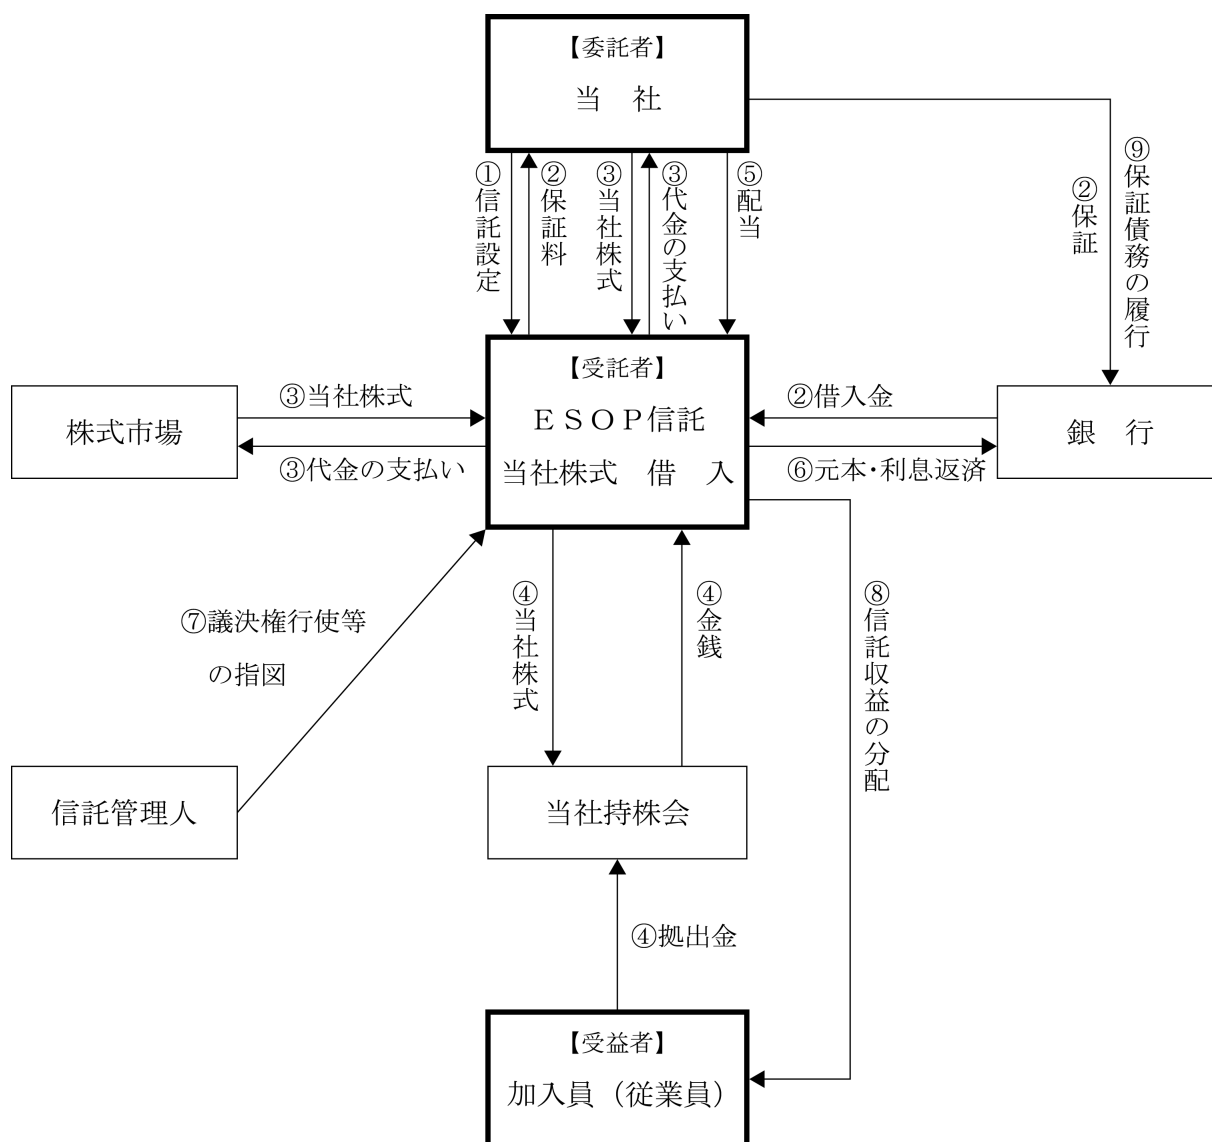 【委託者】
当 社
①信託設定
②保証料
③当社株式
③代金の支払い
⑤配当
②保証
⑨保証債務の履行
【受託者】
ＥＳＯＰ信託
当社株式 借 入
株式市場
③当社株式
③代金の支払い
②借入金
⑥元本・利息返済
銀 行
⑦議決権行使等
の指図
④当社株式
④金銭
⑧信託収益の分配
信託管理人
当社持株会
④拠出金
【受益者】
加入員（従業員）